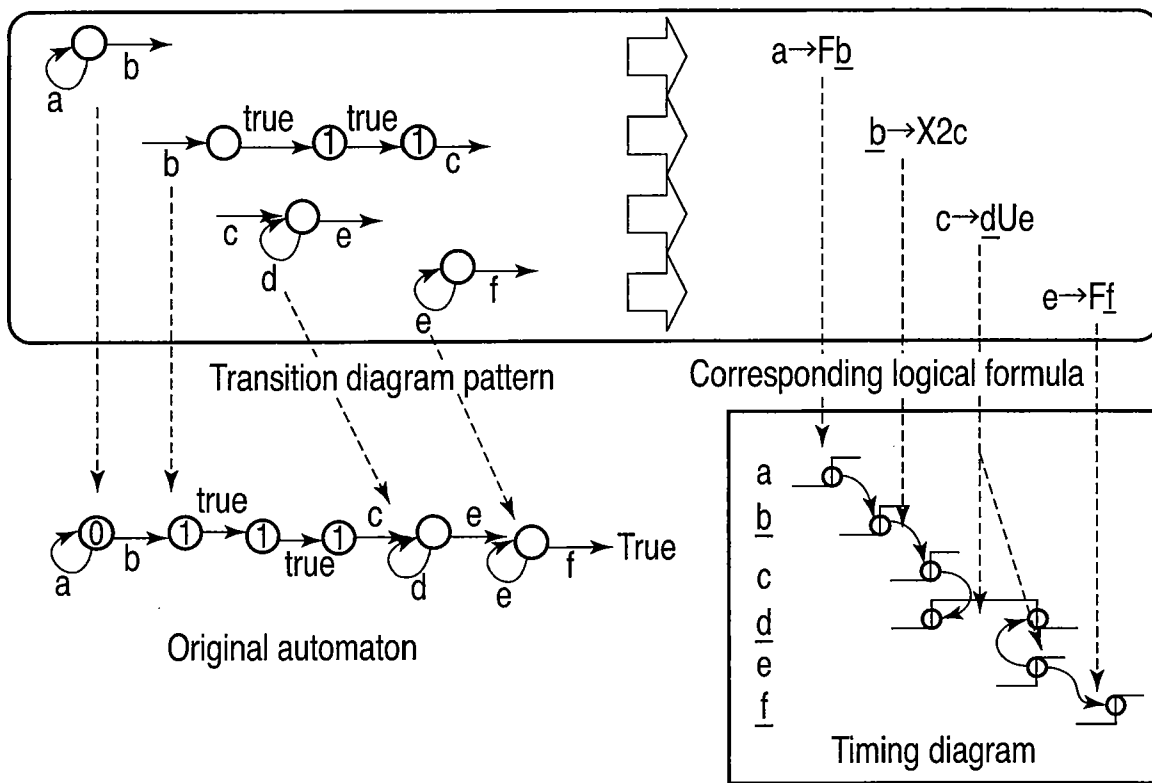 a
b
a→Fb
true
true
b
1
1
c
b→X2c
c
e
d
c→dUe
e
f
e→Ff
Transition diagram pattern
Corresponding logical formula
a
b
c
d
e
f
0
a
b
1
true
1
true
1
c
d
e
e
f
True
Original automaton
Timing diagram